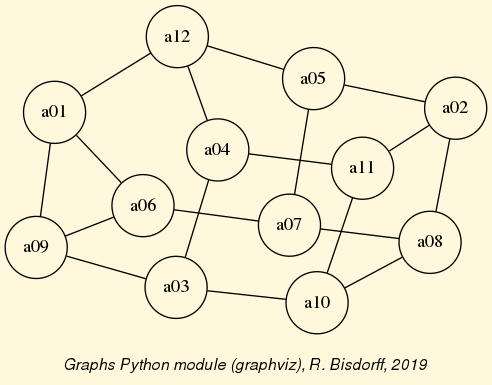 a12
a05
a01
a02
a04
a11
a06
a07
a09
a08
a03
a10
Graphs Python module (graphviz), R. Bisdorff, 2019